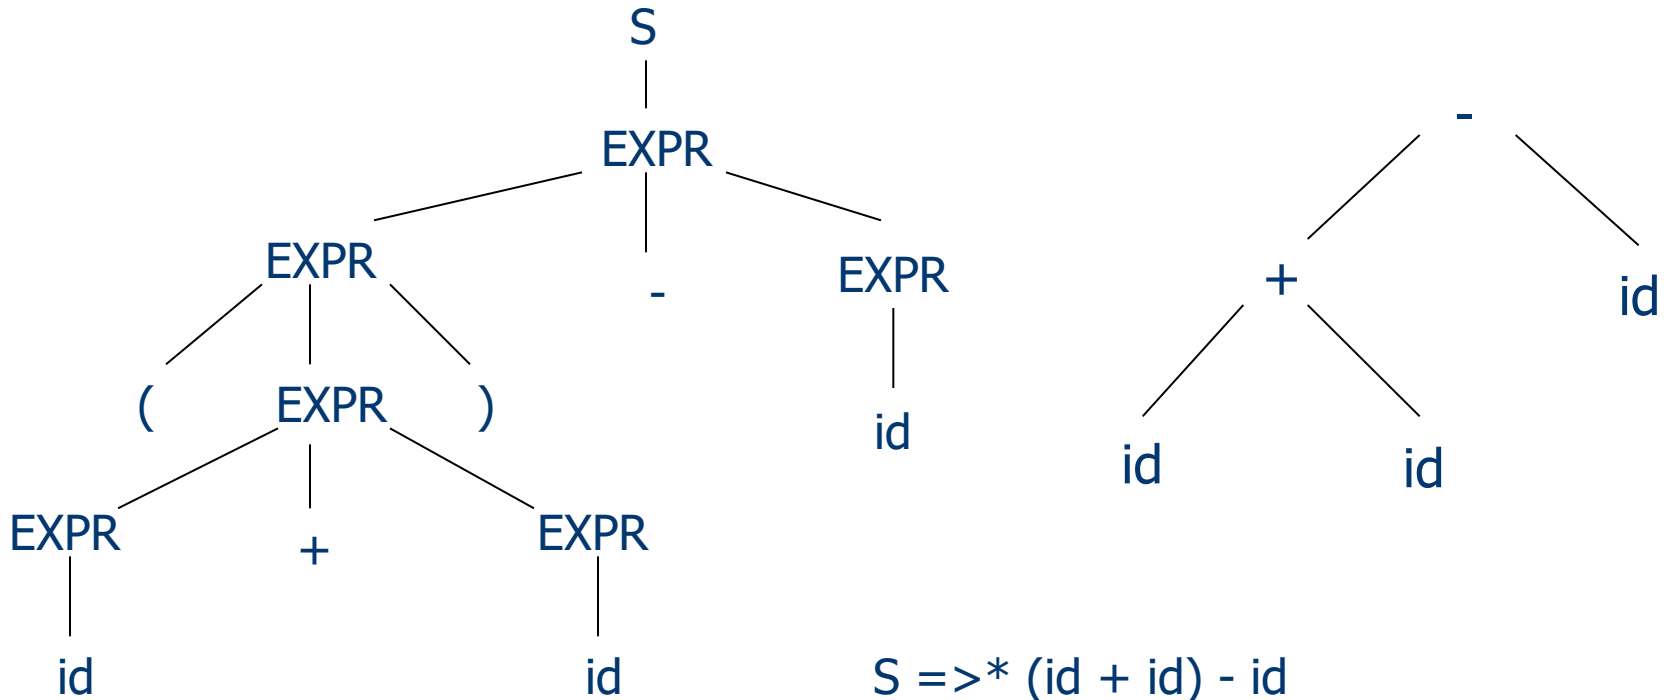 S
-
EXPR
EXPR - EXPR
+ id
( EXPR ) id
id id
EXPR + EXPR
id id S =>* (id + id) - id